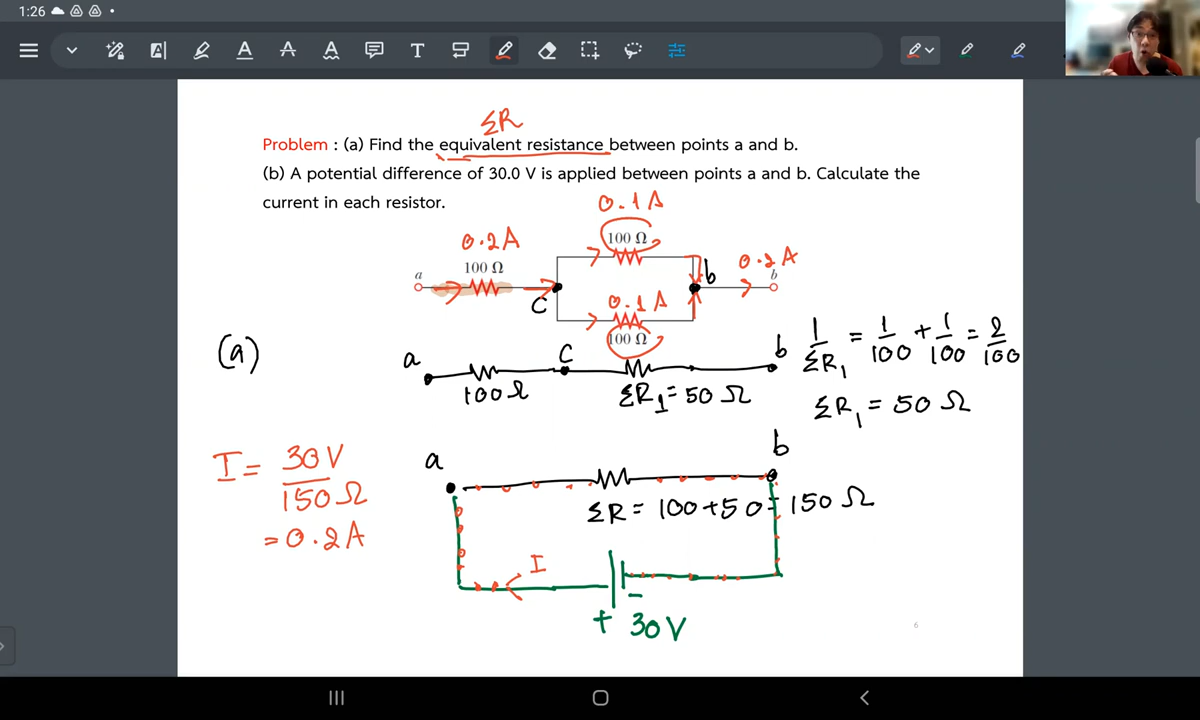 1:26
T
ΣR
Problem : (a) Find the equivalent resistance between points a and b.
(b) A potential difference of 30.0 V is applied between points a and b. Calculate the
current in each resistor.
0.1 A
100 Ω
0.2 A
100 Ω
a
C
b
0.2 A
b
0.1 A
100 Ω
(a)
a
C
b
100 Ω
ΣR1 = 50 Ω
1/ΣR1 = 1/100 + 1/100 = 2/100
ΣR1 = 50 Ω
I = 30V/150 Ω
= 0.2 A
a
b
ΣR = 100+50 = 150 Ω
I
+ -
30V
6